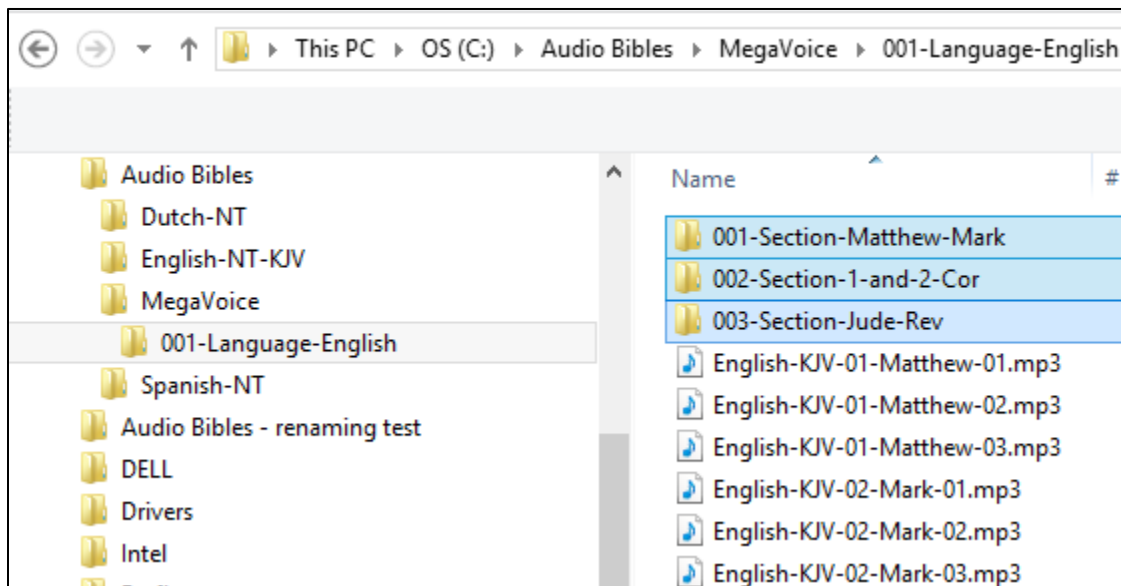 This PC OS (C:) Audio Bibles MegaVoice 001-Language-English
Audio Bibles
Dutch-NT
English-NT-KJV
MegaVoice
001-Language-English
Spanish-NT
Audio Bibles - renaming test
DELL
Drivers
Intel
Name #
001-Section-Matthew-Mark
002-Section-1-and-2-Cor
003-Section-Jude-Rev
English-KJV-01-Matthew-01.mp3
English-KJV-01-Matthew-02.mp3
English-KJV-01-Matthew-03.mp3
English-KJV-02-Mark-01.mp3
English-KJV-02-Mark-02.mp3
English-KJV-02-Mark-03.mp3